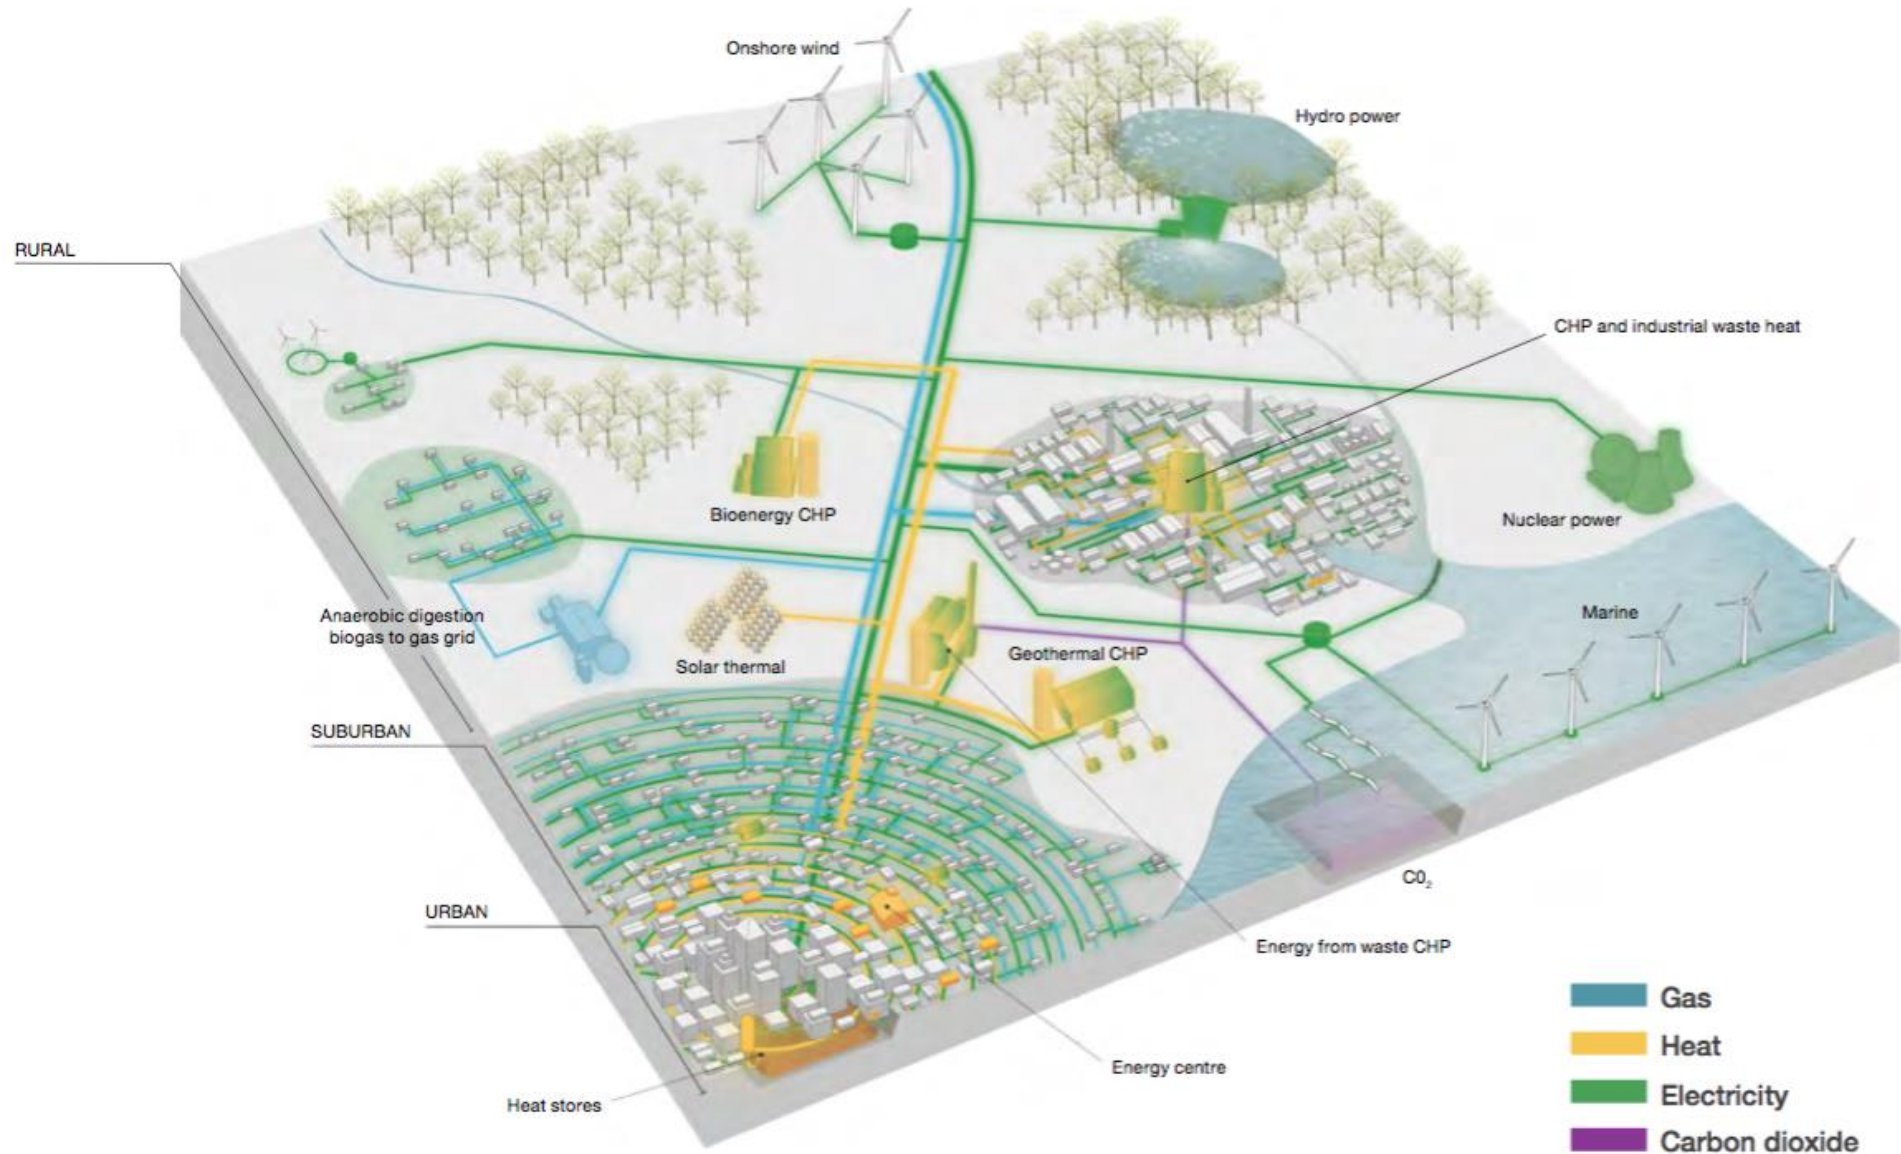 Onshore wind
Hydro power
RURAL
CHP and industrial waste heat
Bioenergy CHP
Nuclear power
Anaerobic digestion
biogas to gas grid
Solar thermal
Geothermal CHP
Marine
SUBURBAN
C0₂
URBAN
Energy from waste CHP
Energy centre
Heat stores
Gas
Heat
Electricity
Carbon dioxide